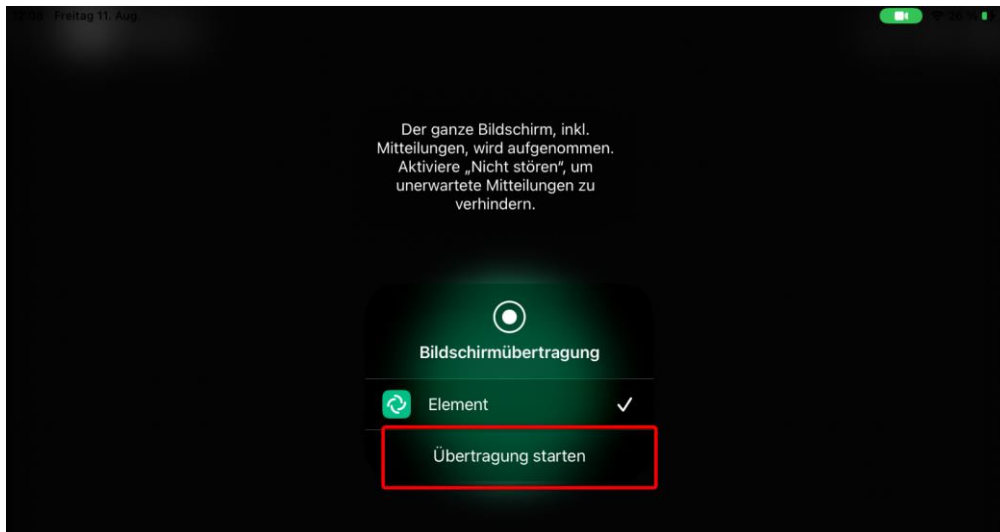 Freitag 11. Aug.
26 %
Der ganze Bildschirm, inkl.
Mitteilungen, wird aufgenommen.
Aktiviere „Nicht stören“, um
unerwartete Mitteilungen zu
verhindern.
Bildschirmübertragung
Element
Übertragung starten